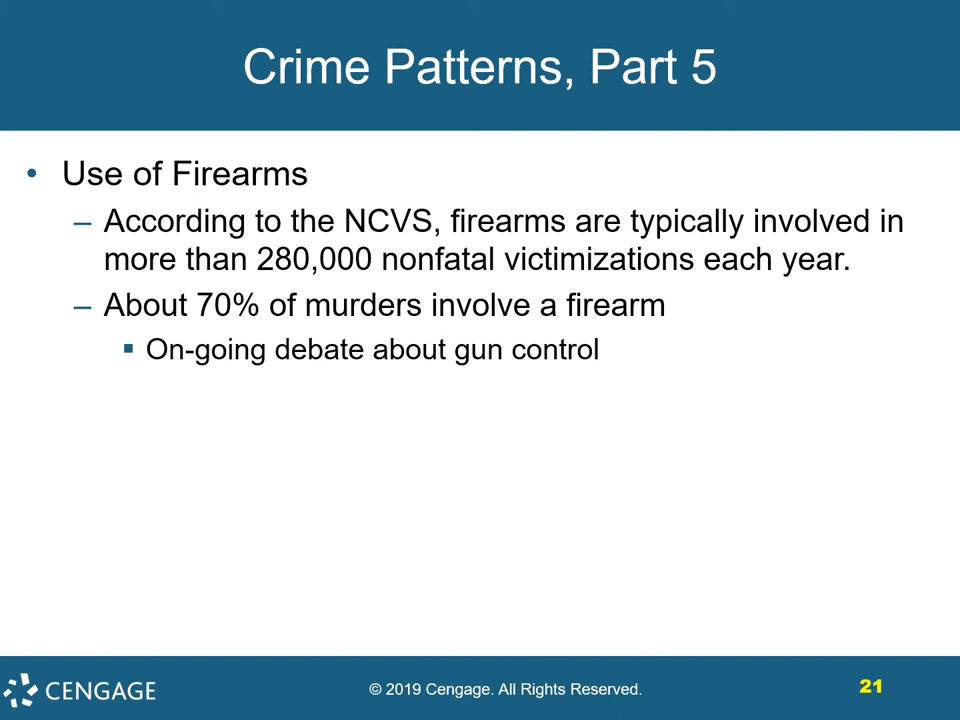 Crime Patterns, Part 5
• Use of Firearms
– According to the NCVS, firearms are typically involved in
more than 280,000 nonfatal victimizations each year.
– About 70% of murders involve a firearm
▪ On-going debate about gun control
CENGAGE
© 2019 Cengage. All Rights Reserved.
21